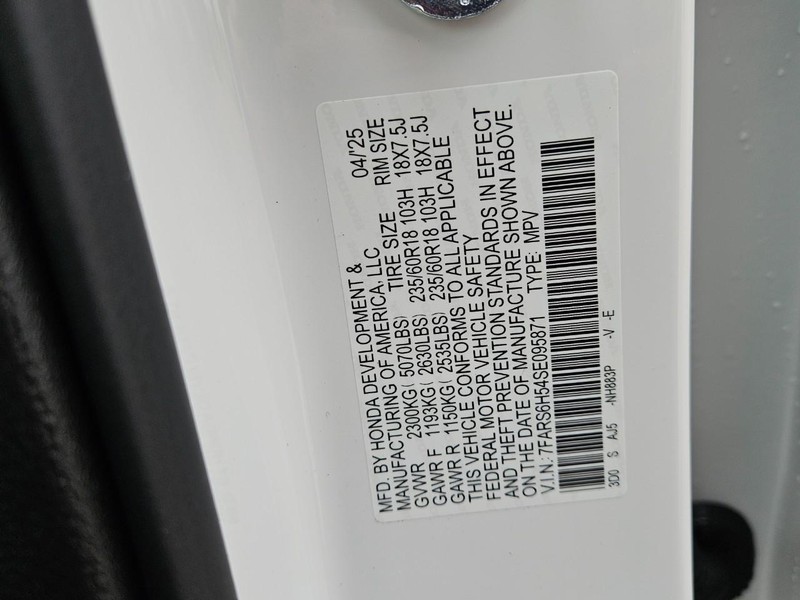 MFD. BY HONDA DEVELOPMENT &
MANUFACTURING OF AMERICA, LLC 04/'25
GVWR 2300KG( 5070LBS) TIRE SIZE RIM SIZE
GAWR F 1193KG( 2630LBS) 235/60R18 103H 18X7.5J
GAWR R 1150KG( 2535LBS) 235/60R18 103H 18X7.5J
THIS VEHICLE CONFORMS TO ALL APPLICABLE
FEDERAL MOTOR VEHICLE SAFETY
AND THEFT PREVENTION STANDARDS IN EFFECT
ON THE DATE OF MANUFACTURE SHOWN ABOVE.
V.I.N.: 7FARS6H54SE095871 TYPE: MPV
3D0 S AJ5 -NH883P -V -E